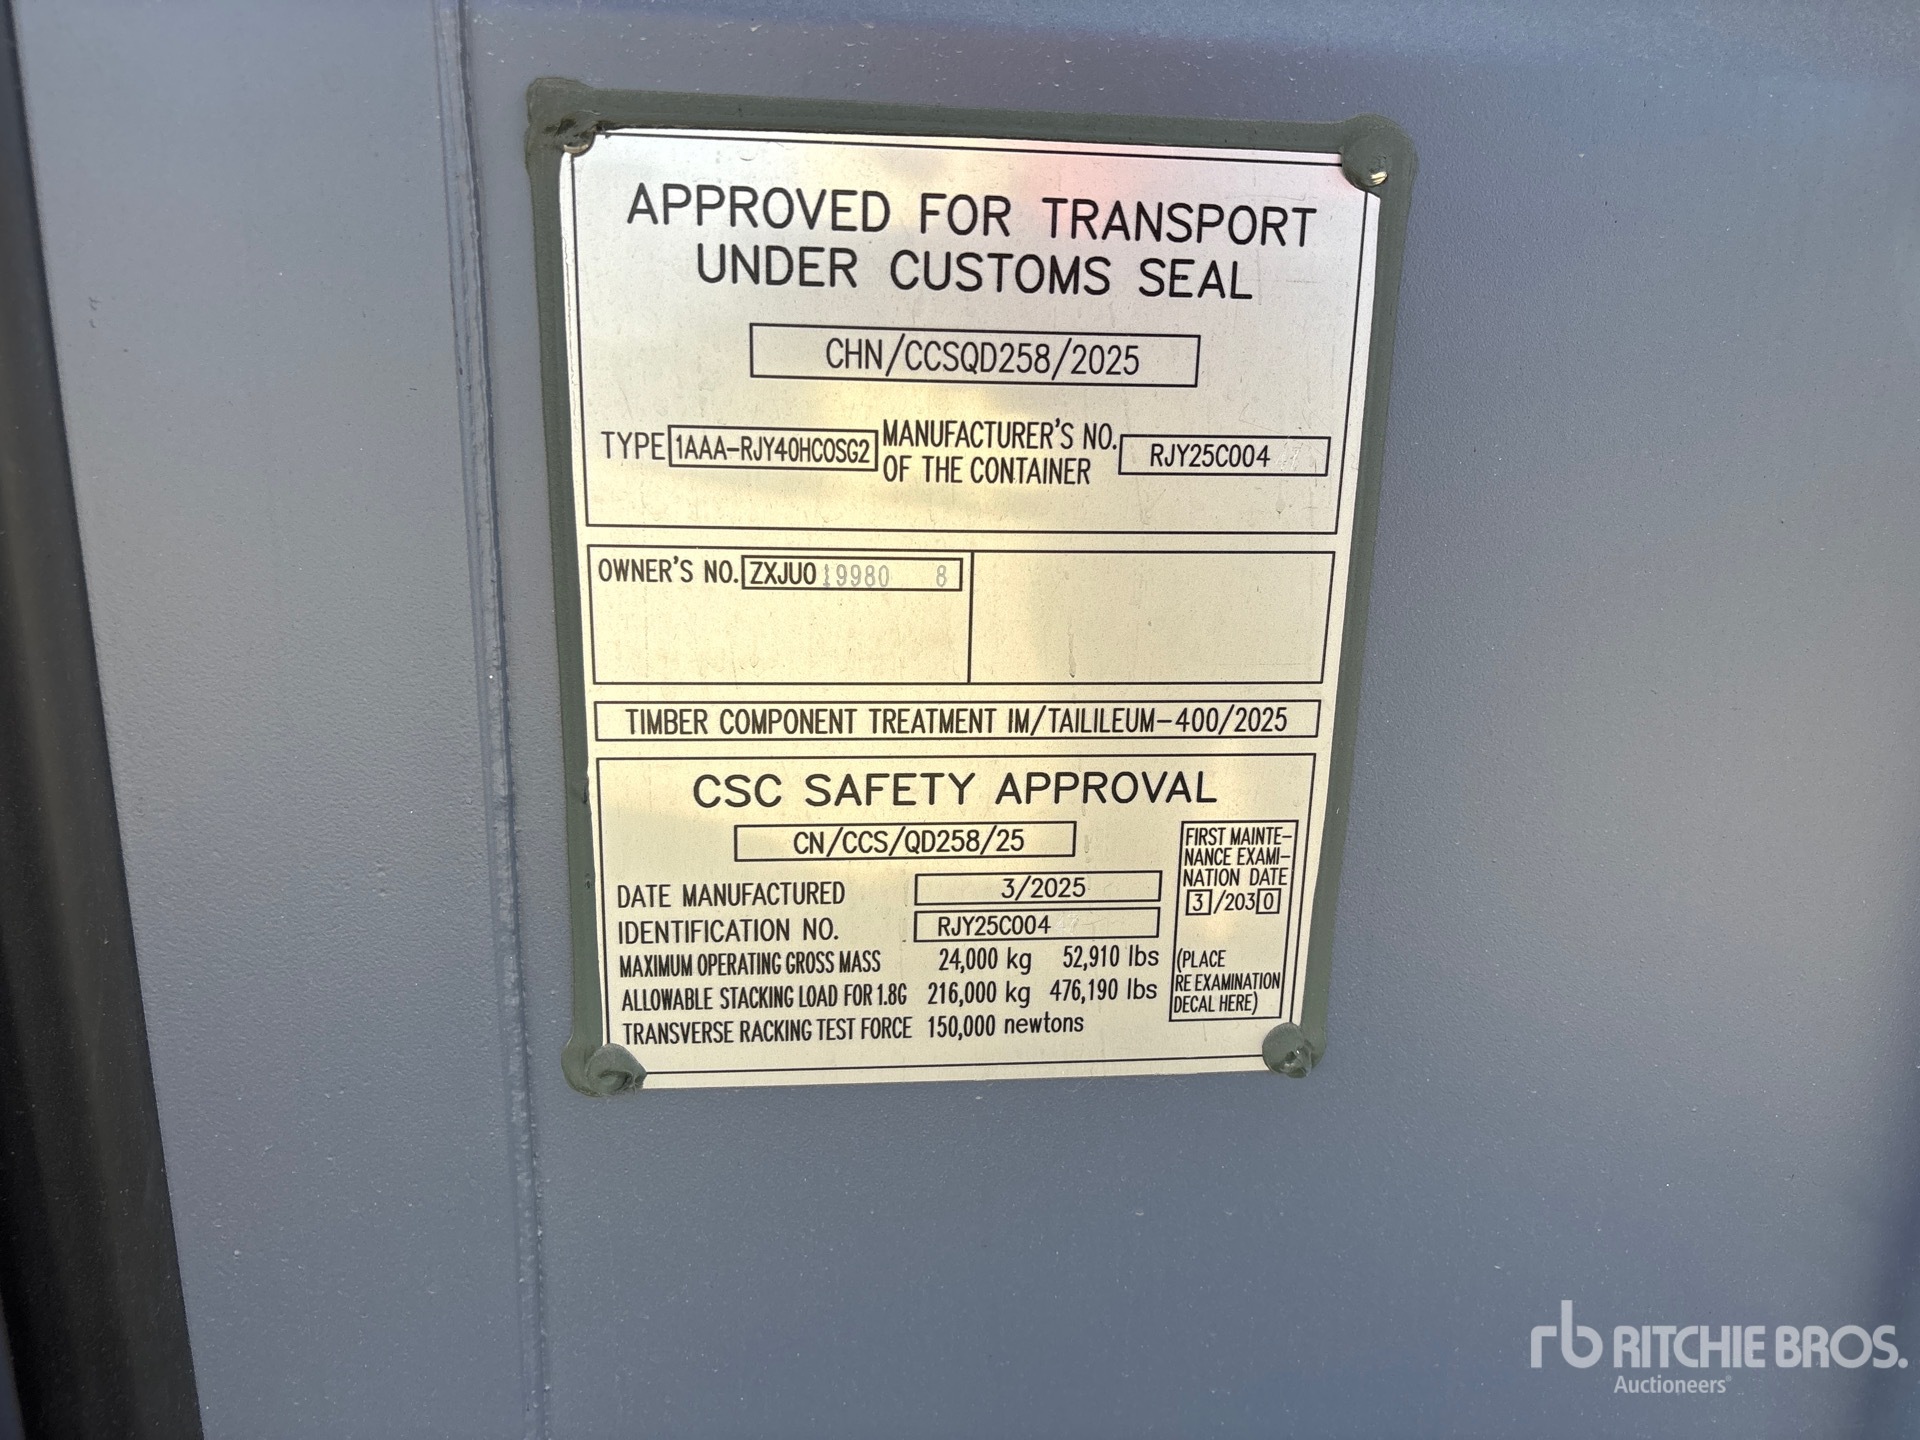 APPROVED FOR TRANSPORT
UNDER CUSTOMS SEAL
CHN/CCSQD258/2025
TYPE 1AAA-RJY40HCOSG2 MANUFACTURER'S NO. OF THE CONTAINER RJY25C004
OWNER'S NO. ZXJU019980 8
TIMBER COMPONENT TREATMENT IM/TAILILEUM-400/2025
CSC SAFETY APPROVAL
CN/CCS/QD258/25
DATE MANUFACTURED 3/2025
IDENTIFICATION NO. RJY25C004
MAXIMUM OPERATING GROSS MASS 24,000 kg 52,910 lbs
ALLOWABLE STACKING LOAD FOR 1.8G 216,000 kg 476,190 lbs
TRANSVERSE RACKING TEST FORCE 150,000 newtons
FIRST MAINTE-
NANCE EXAMI-
NATION DATE
3/2030
(PLACE
RE EXAMINATION
DECAL HERE)
rb RITCHIE BROS.
Auctioneers